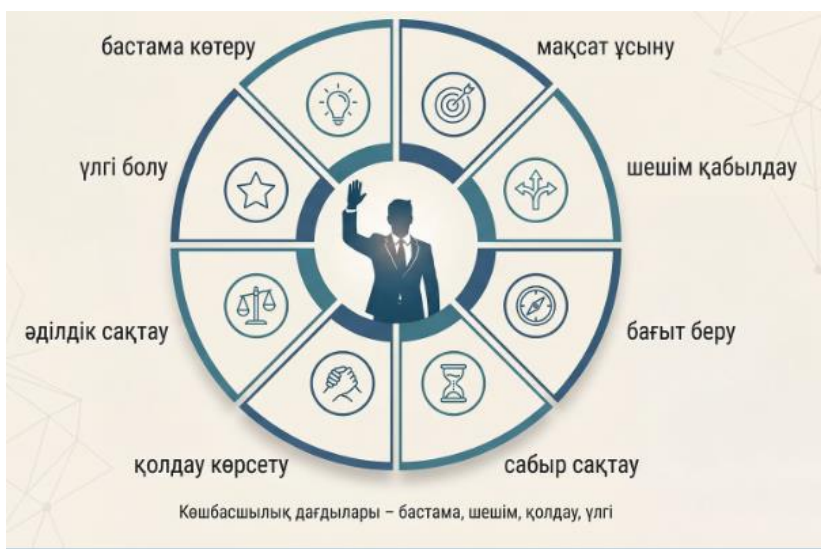 бастама көтеру
мақсат ұсыну
үлгі болу
шешім қабылдау
әділдік сақтау
бағыт беру
қолдау көрсету
сабыр сақтау
Көшбасшылық дағдылары – бастама, шешім, қолдау, үлгі